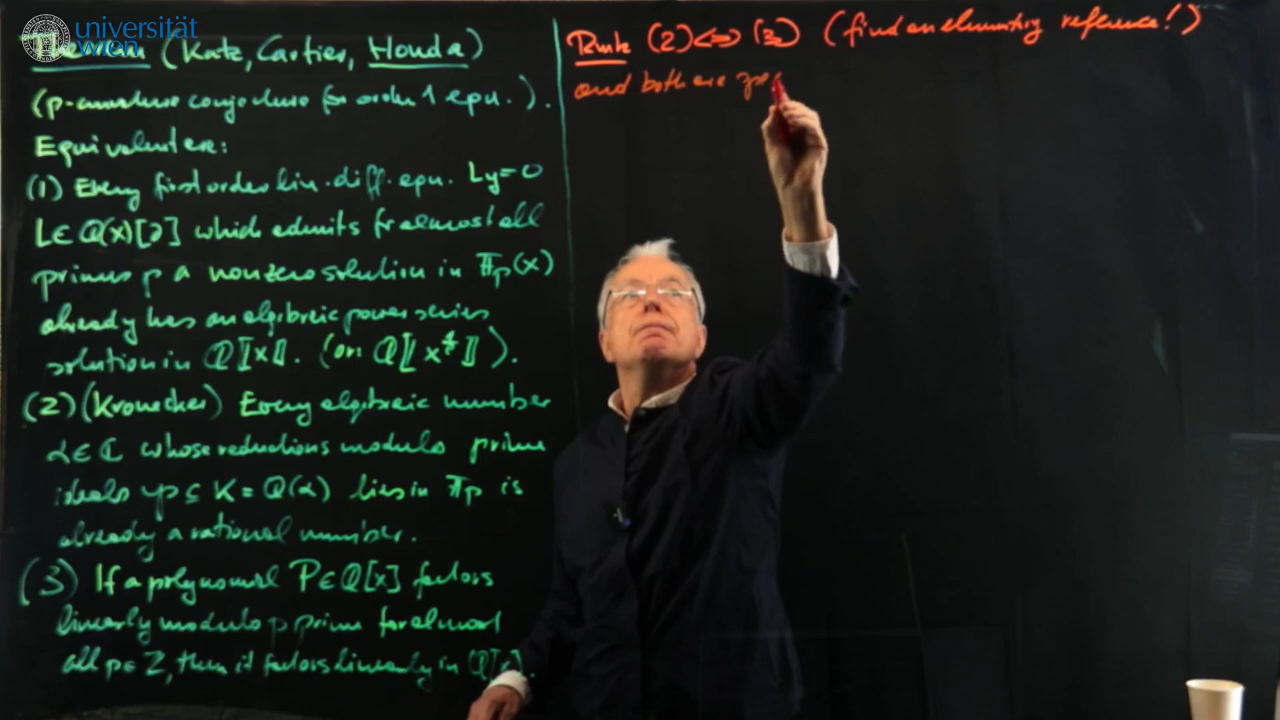 universität
wien
Theorem (Katz, Cartier, Honda)
(p-curvature conjecture for order 1 equ.).
Equivalent are:
(1) Every first order lin. diff. equ. Ly=0
L∈Q(x)[∂] which admits for almost all
primes p a nonzero solution in 𝔽p(x)
already has an algebraic power series
solution in Q⟦x⟧. (or:
(2) (Kronecker) Every algebraic number
α∈ℂ whose reductions modulo prime
ideals p ⊆ K = Q(α) lies in 𝔽p is
already a rational number.
(3) If a polynomial P∈Q[x] factors
linearly modulo p prime for almost
all p∈ℤ, then it factors linearly in Q[x].
Rmk (2)<=>(3) (find an elementary reference!)
and both are